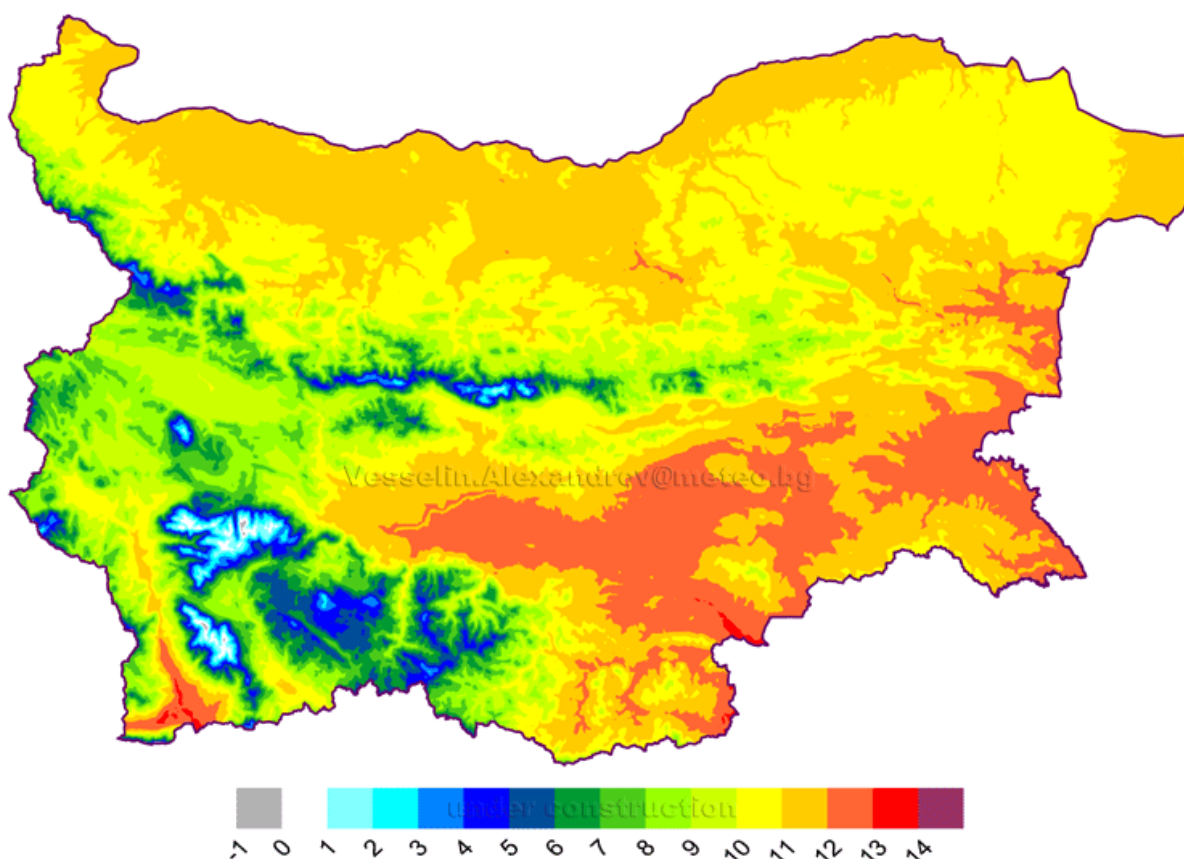 Vesselin.Alexandrov@meteo.bg
under construction
-1 0 1 2 3 4 5 6 7 8 9 10 11 12 13 14